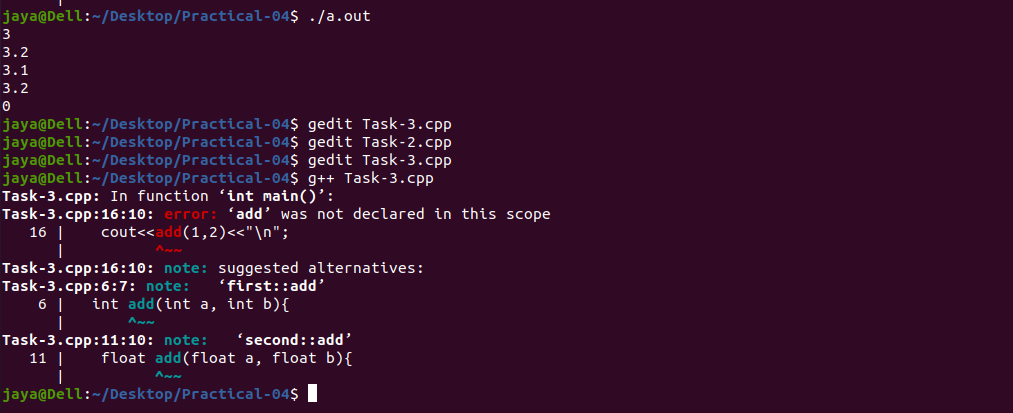 jaya@Dell:~/Desktop/Practical-04$ ./a.out
3
3.2
3.1
3.2
0
jaya@Dell:~/Desktop/Practical-04$ gedit Task-3.cpp
jaya@Dell:~/Desktop/Practical-04$ gedit Task-2.cpp
jaya@Dell:~/Desktop/Practical-04$ gedit Task-3.cpp
jaya@Dell:~/Desktop/Practical-04$ g++ Task-3.cpp
Task-3.cpp: In function ‘int main()’:
Task-3.cpp:16:10: error: ‘add’ was not declared in this scope
   16 |    cout<<add(1,2)<<"\n";
      |          ^~~
Task-3.cpp:16:10: note: suggested alternatives:
Task-3.cpp:6:7: note:   ‘first::add’
    6 |   int add(int a, int b){
      |       ^~~
Task-3.cpp:11:10: note:   ‘second::add’
   11 |    float add(float a, float b){
      |          ^~~
jaya@Dell:~/Desktop/Practical-04$